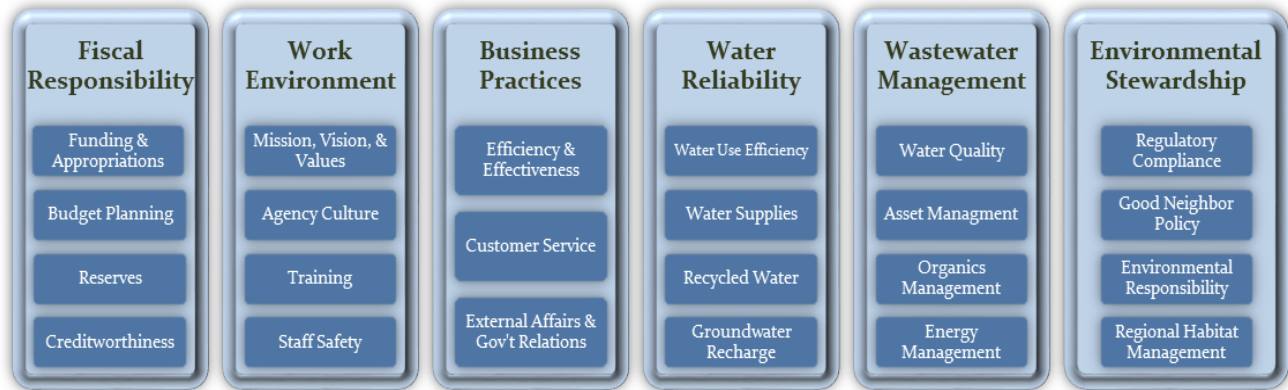 Fiscal
Responsibility
Funding &
Appropriations
Budget Planning
Reserves
Creditworthiness
Work
Environment
Mission, Vision, &
Values
Agency Culture
Training
Staff Safety
Business
Practices
Efficiency &
Effectiveness
Customer Service
External Affairs &
Gov't Relations
Water
Reliability
Water Use Efficiency
Water Supplies
Recycled Water
Groundwater
Recharge
Wastewater
Management
Water Quality
Asset Managment
Organics
Management
Energy
Management
Environmental
Stewardship
Regulatory
Compliance
Good Neighbor
Policy
Environmental
Responsibility
Regional Habitat
Management